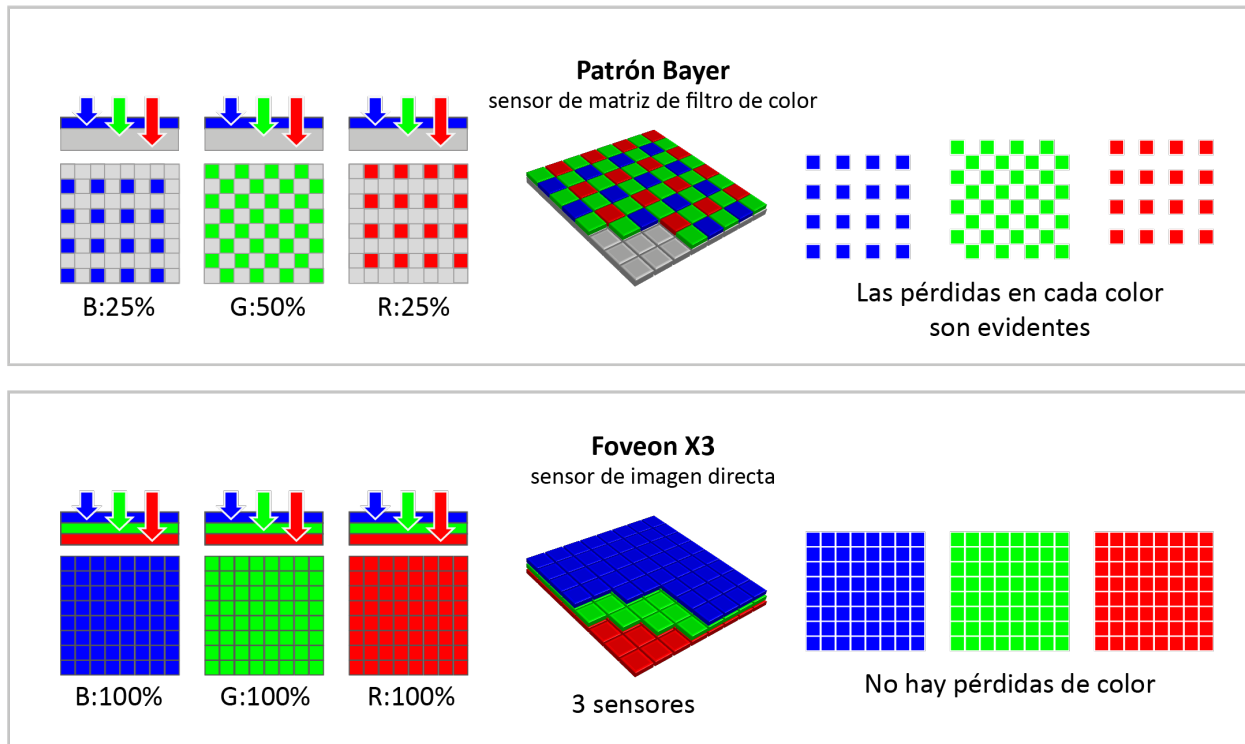 Patrón Bayer
sensor de matriz de filtro de color
B:25%
G:50%
R:25%
Las pérdidas en cada color
son evidentes
Foveon X3
sensor de imagen directa
B:100%
G:100%
R:100%
3 sensores
No hay pérdidas de color